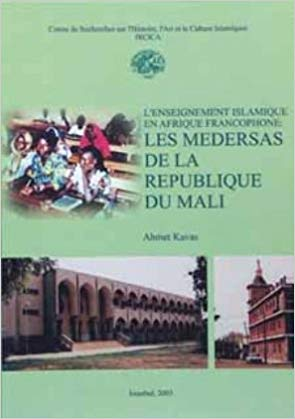 Centre de Recherches sur l'Histoire, l'Art et la Culture Islamiques
IRCICA
L'ENSEIGNEMENT ISLAMIQUE
EN AFRIQUE FRANCOPHONE:
LES MEDERSAS
DE LA
REPUBLIQUE
DU MALI
Ahmet Kavas
Istanbul, 2003